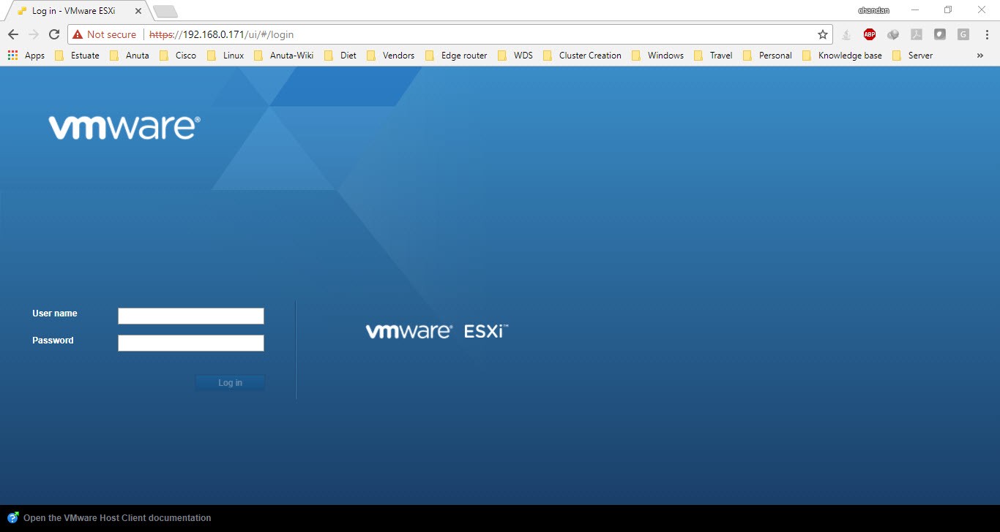 Log in - VMware ESXi
chandan
Not secure https://192.168.0.171/ui/#/login
ABP
G
Apps Estuate Anuta Cisco Linux Anuta-Wiki Diet Vendors Edge router WDS Cluster Creation Windows Travel Personal Knowledge base Server »
vmware®
User name
Password
vmware® ESXi™
Log in
Open the VMware Host Client documentation